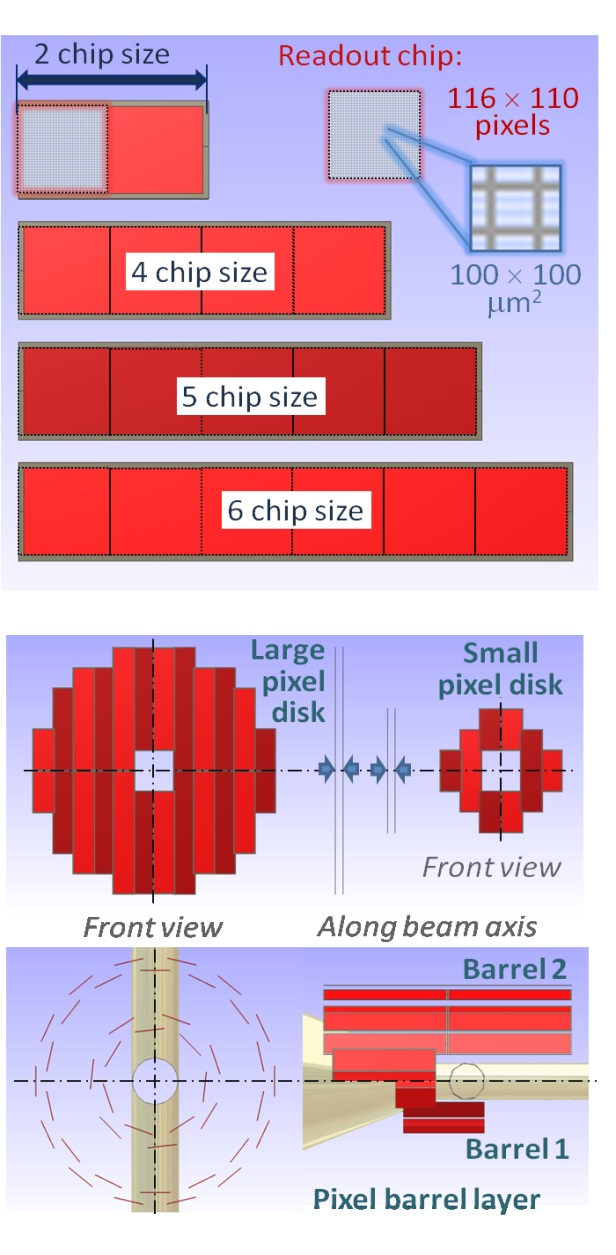 2 chip size
Readout chip:
116 × 110
pixels
4 chip size
100 × 100
μm²
5 chip size
6 chip size
Large
pixel
disk
Small
pixel disk
Front view
Front view
Along beam axis
Barrel 2
Barrel 1
Pixel barrel layer